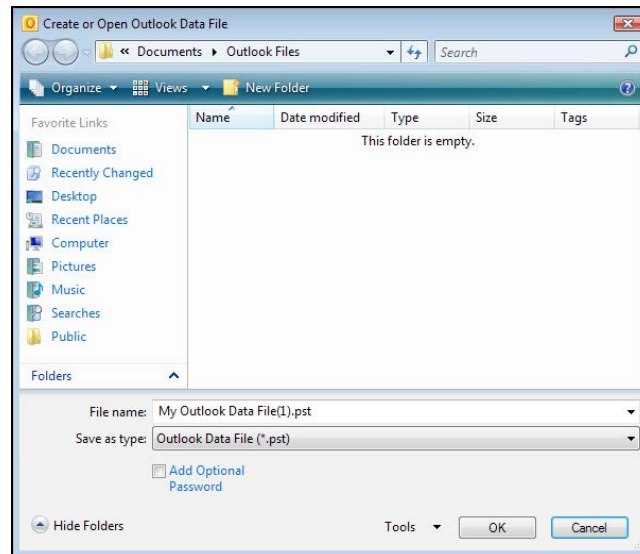 Create or Open Outlook Data File
« Documents Outlook Files Search
Organize Views New Folder
Favorite Links
Documents
Recently Changed
Desktop
Recent Places
Computer
Pictures
Music
Searches
Public
Folders
Name Date modified Type Size Tags
This folder is empty.
File name: My Outlook Data File(1).pst
Save as type: Outlook Data File (*.pst)
Add Optional
Password
Hide Folders Tools OK Cancel